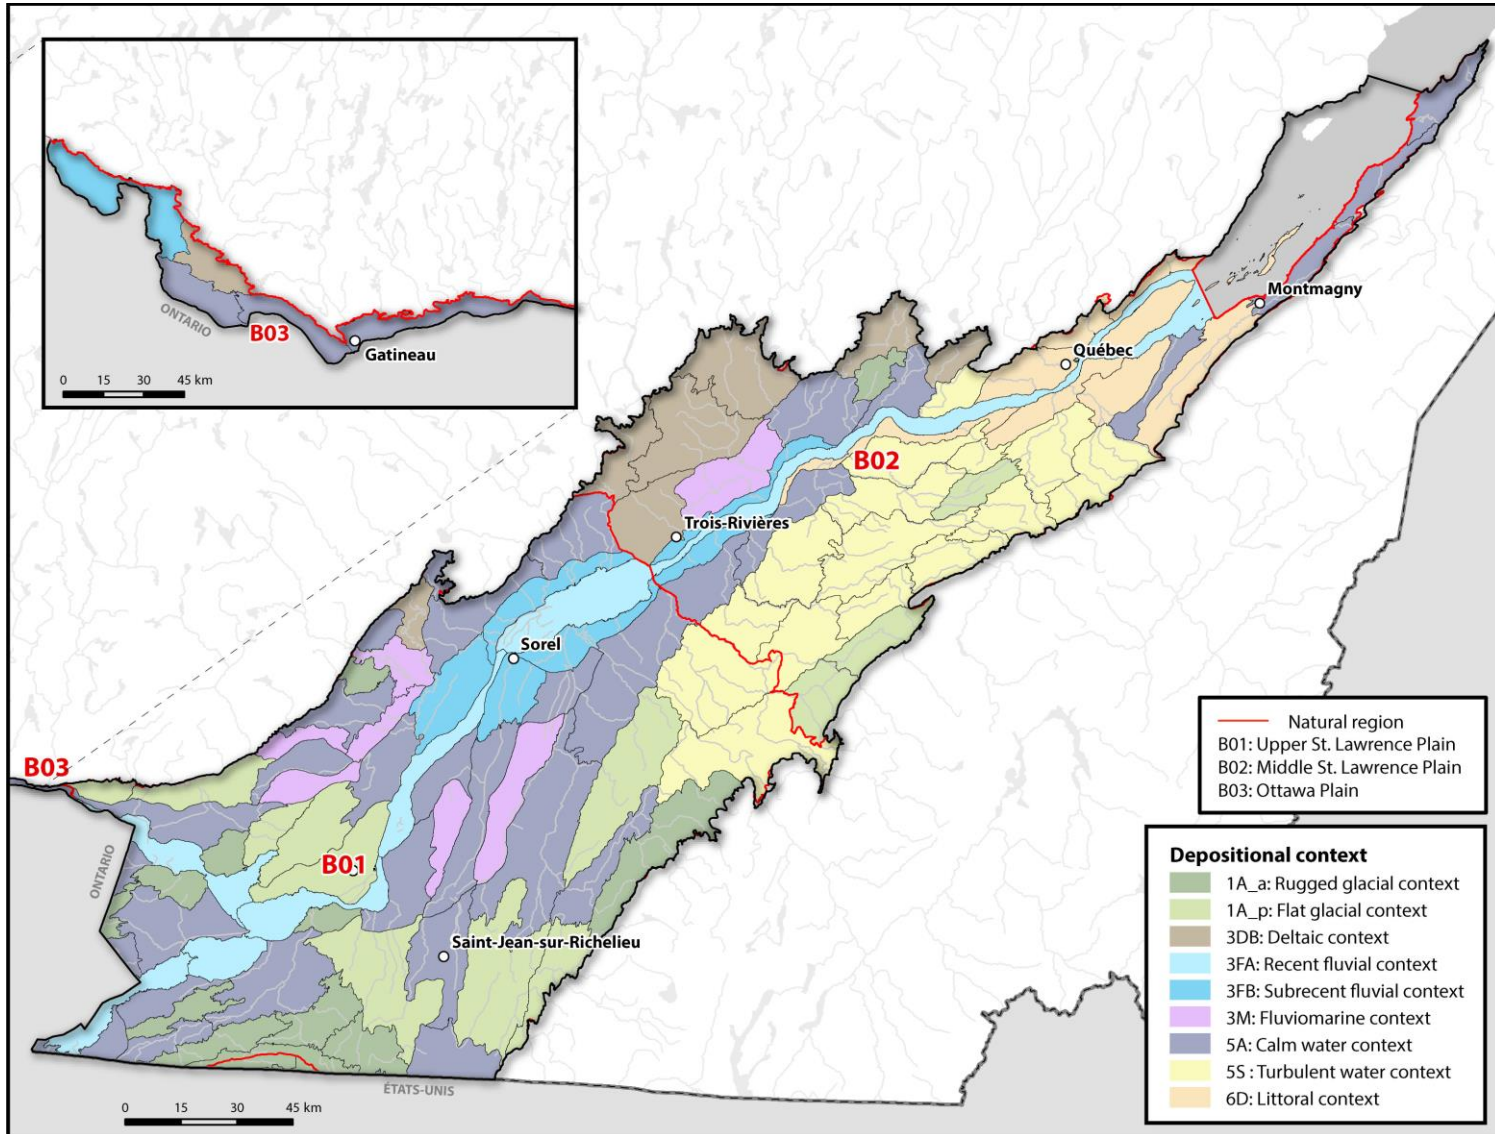 ONTARIO
B03
Gatineau
0 15 30 45 km
Montmagny
Québec
B02
Trois-Rivières
Sorel
B03
B01
ONTARIO
Saint-Jean-sur-Richelieu
ÉTATS-UNIS
0 15 30 45 km
Natural region
B01: Upper St. Lawrence Plain
B02: Middle St. Lawrence Plain
B03: Ottawa Plain
Depositional context
1A_a: Rugged glacial context
1A_p: Flat glacial context
3DB: Deltaic context
3FA: Recent fluvial context
3FB: Subrecent fluvial context
3M: Fluviomarine context
5A: Calm water context
5S : Turbulent water context
6D: Littoral context